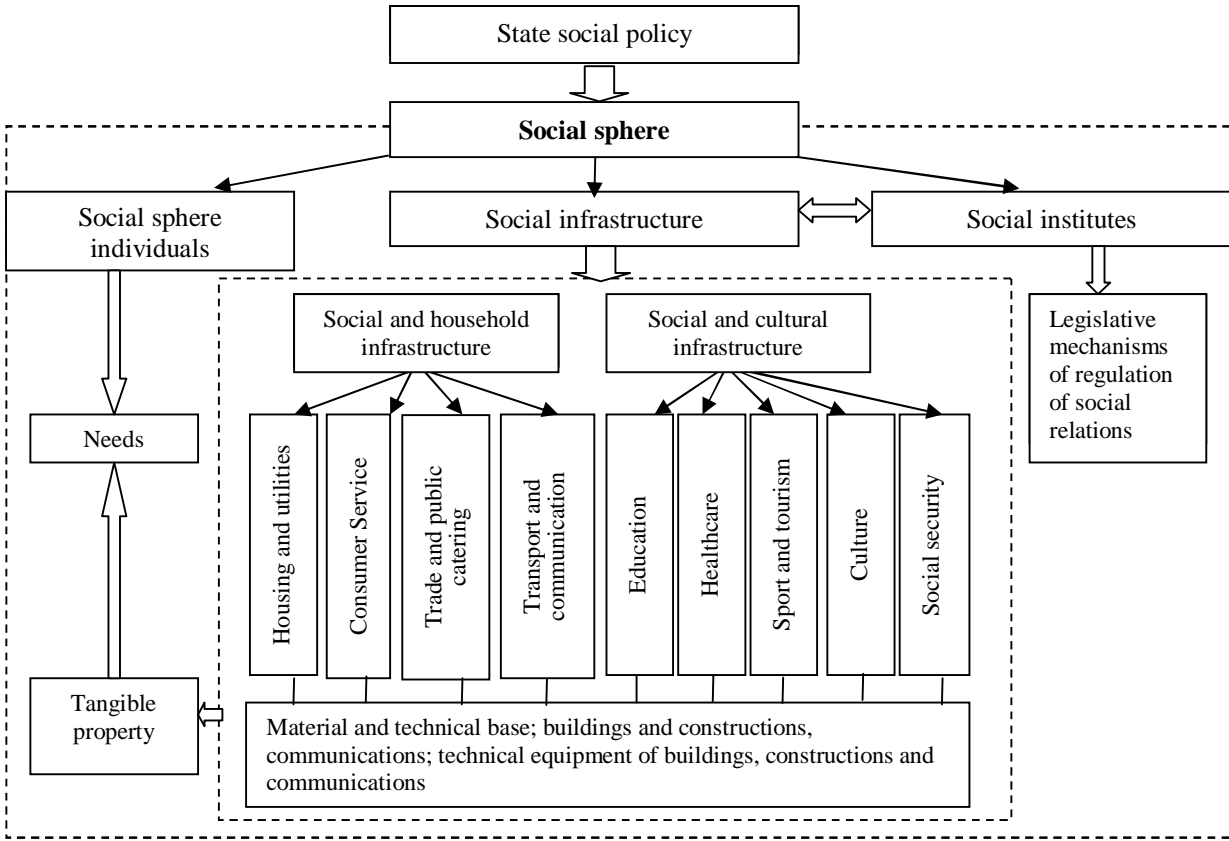 State social policy
Social sphere
Social sphere
individuals
Social infrastructure
Social institutes
Social and household
infrastructure
Social and cultural
infrastructure
Legislative
mechanisms
of regulation
of social
relations
Needs
Housing and utilities
Consumer Service
Trade and public
catering
Transport and
communication
Education
Healthcare
Sport and tourism
Culture
Social security
Tangible
property
Material and technical base; buildings and constructions,
communications; technical equipment of buildings, constructions and
communications